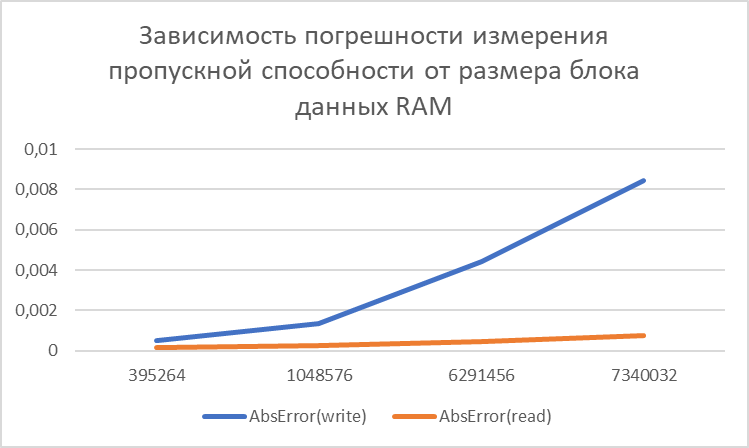 Зависимость погрешности измерения
пропускной способности от размера блока
данных RAM
0,01
0,008
0,006
0,004
0,002
0
395264 1048576 6291456 7340032
AbsError(write) AbsError(read)